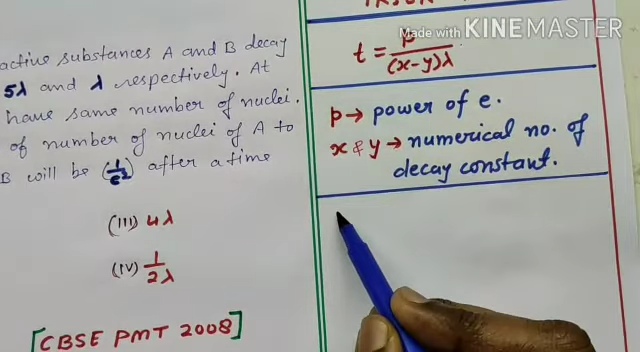 active substances A and B decay
5λ and λ respectively. At
have same number of nuclei.
of number of nuclei of A to
B will be (1/e²) after a time
(III) 4λ
(IV) 1/2λ
[CBSE PMT 2008]
Made with KINEMASTER
t = p/(x-y)λ
p → power of e.
x & y → numerical no. of
decay constant.